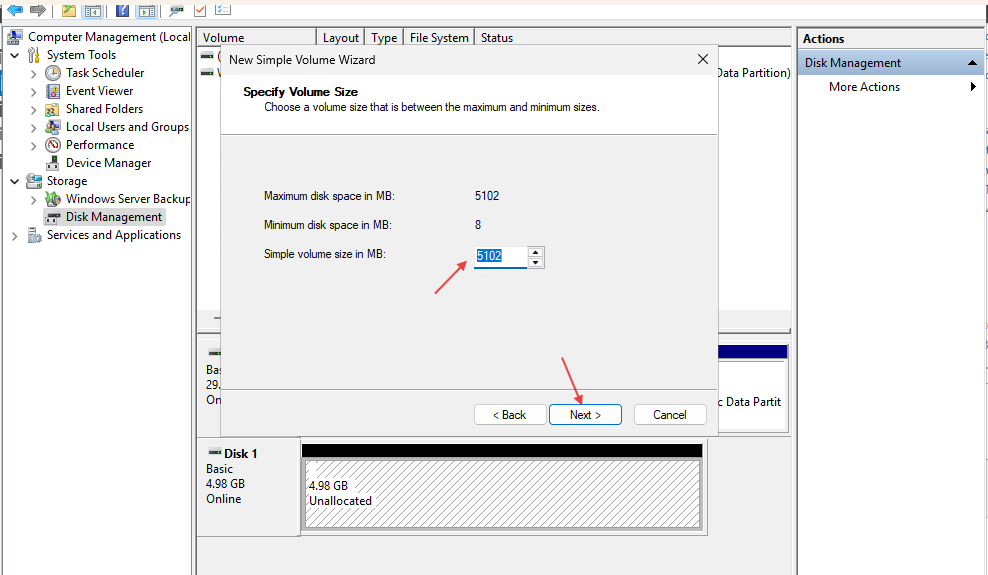 Computer Management (Local
System Tools
Task Scheduler
Event Viewer
Shared Folders
Local Users and Groups
Performance
Device Manager
Storage
Windows Server Backup
Disk Management
Services and Applications
Volume Layout Type File System Status
New Simple Volume Wizard
Data Partition)
Specify Volume Size
Choose a volume size that is between the maximum and minimum sizes.
Maximum disk space in MB: 5102
Minimum disk space in MB: 8
Simple volume size in MB: 5102
< Back Next > Cancel
Bas
29.
On
c Data Partit
Disk 1
Basic
4.98 GB
Online
4.98 GB
Unallocated
Actions
Disk Management
More Actions